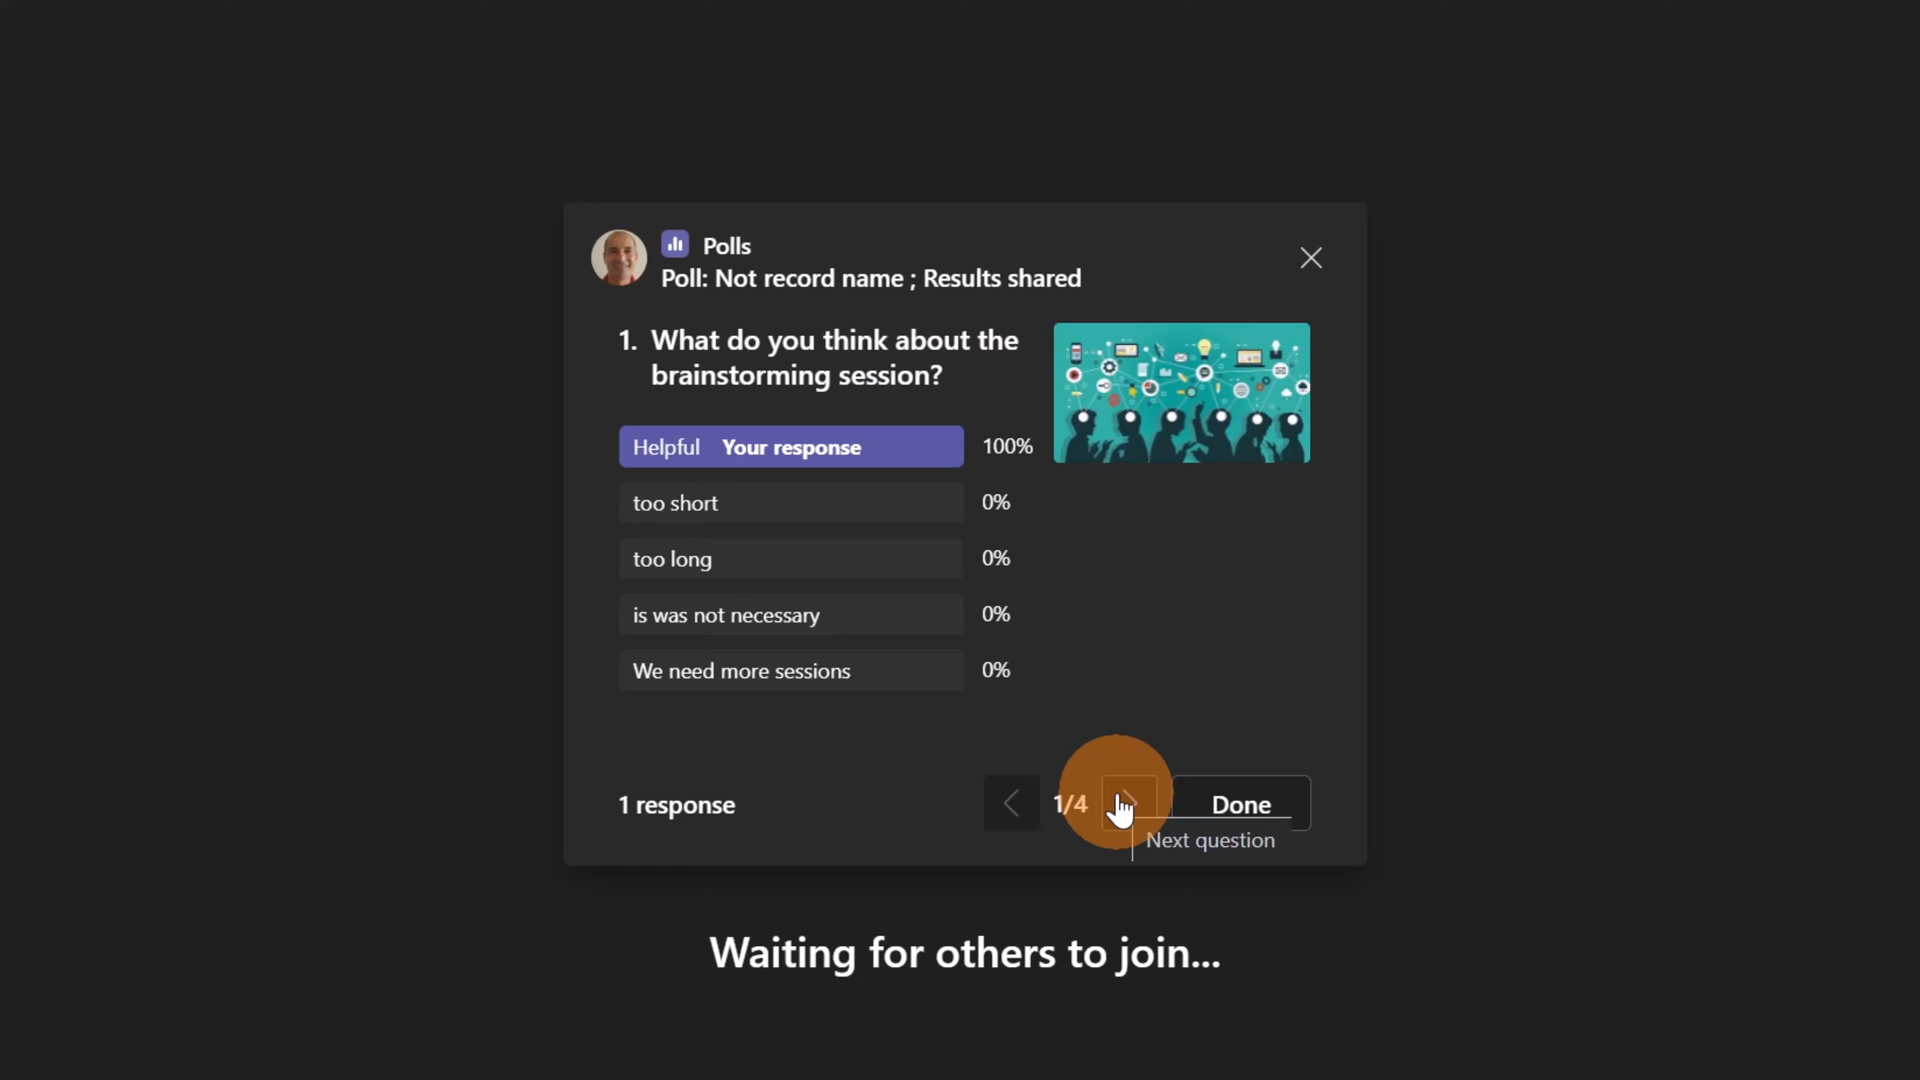 Polls
Poll: Not record name ; Results shared
1. What do you think about the
brainstorming session?
Helpful Your response 100%
too short 0%
too long 0%
is was not necessary 0%
We need more sessions 0%
1 response 1/4 Done
Next question
Waiting for others to join...